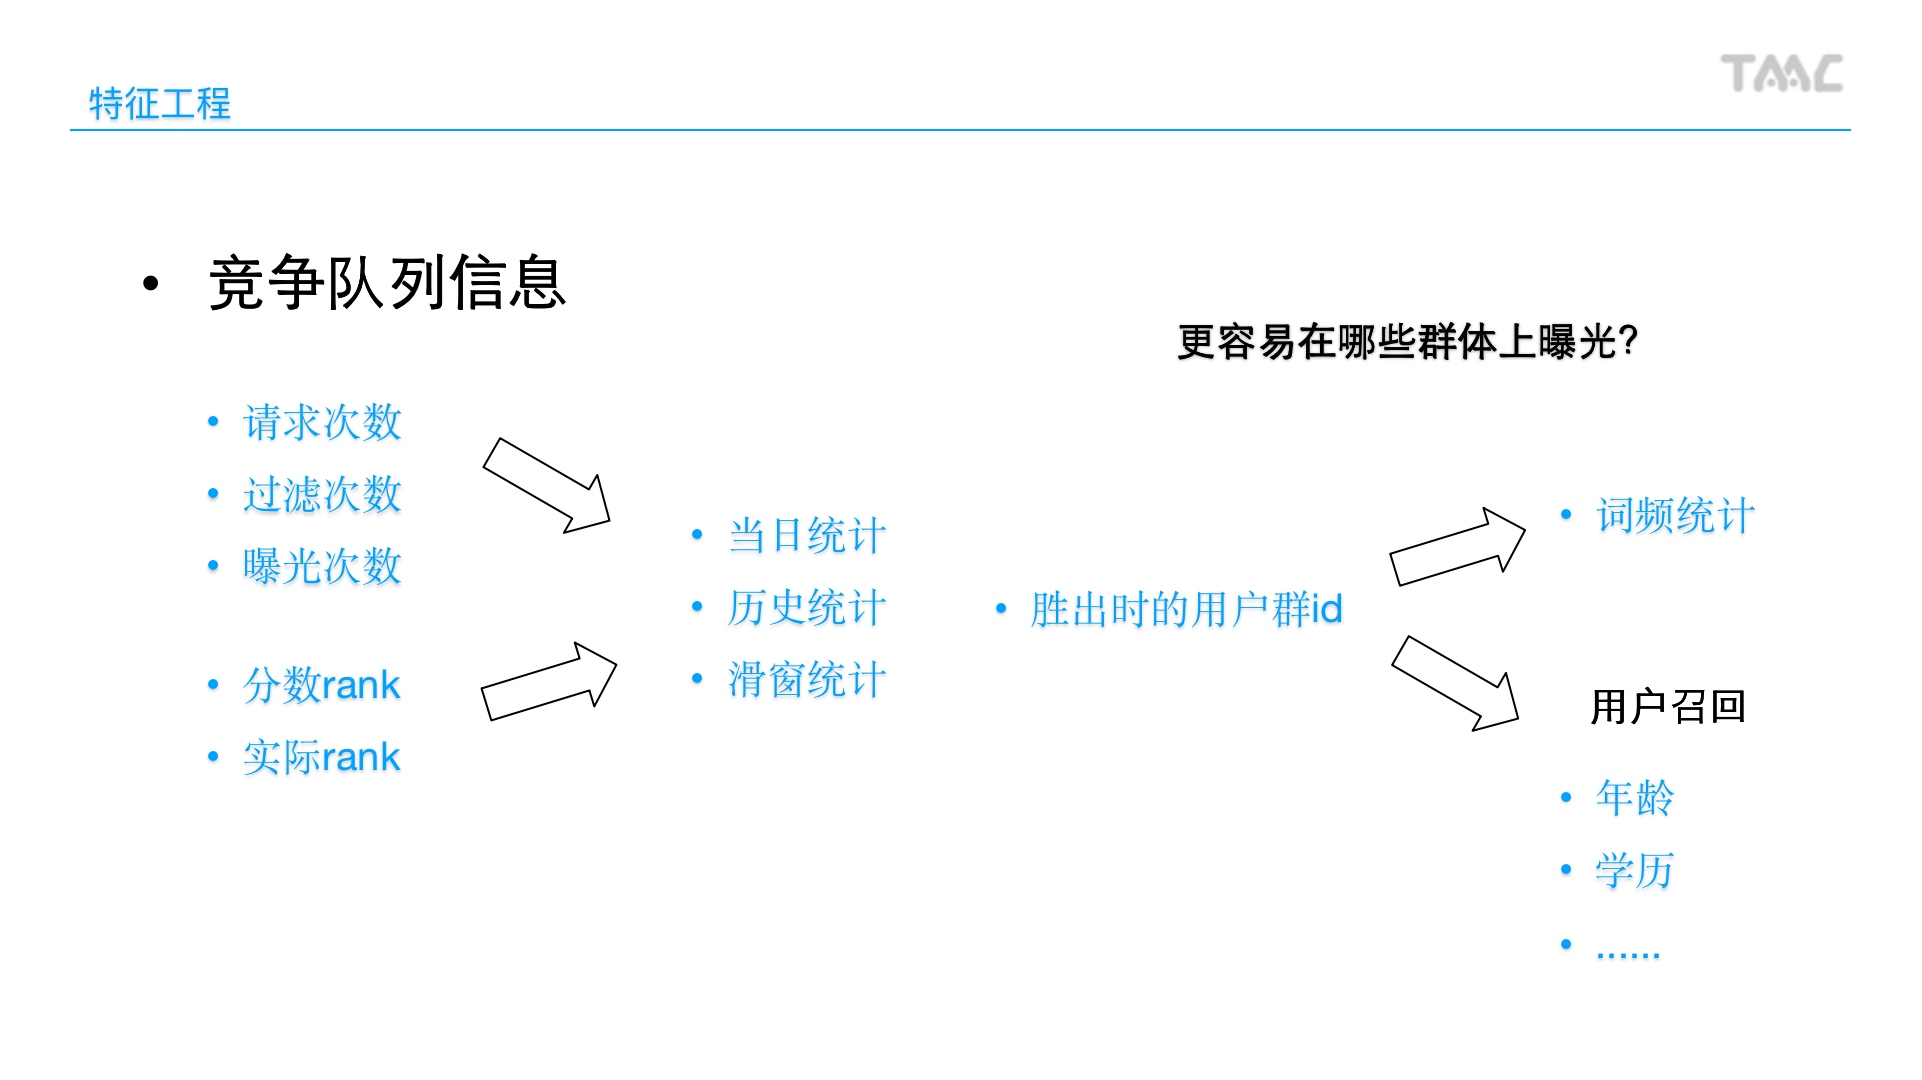 TMAC
特征工程
• 竞争队列信息
更容易在哪些群体上曝光?
• 请求次数
• 过滤次数
• 曝光次数
• 分数rank
• 实际rank
• 当日统计
• 历史统计
• 滑窗统计
• 胜出时的用户群id
• 词频统计
用户召回
• 年龄
• 学历
• ......